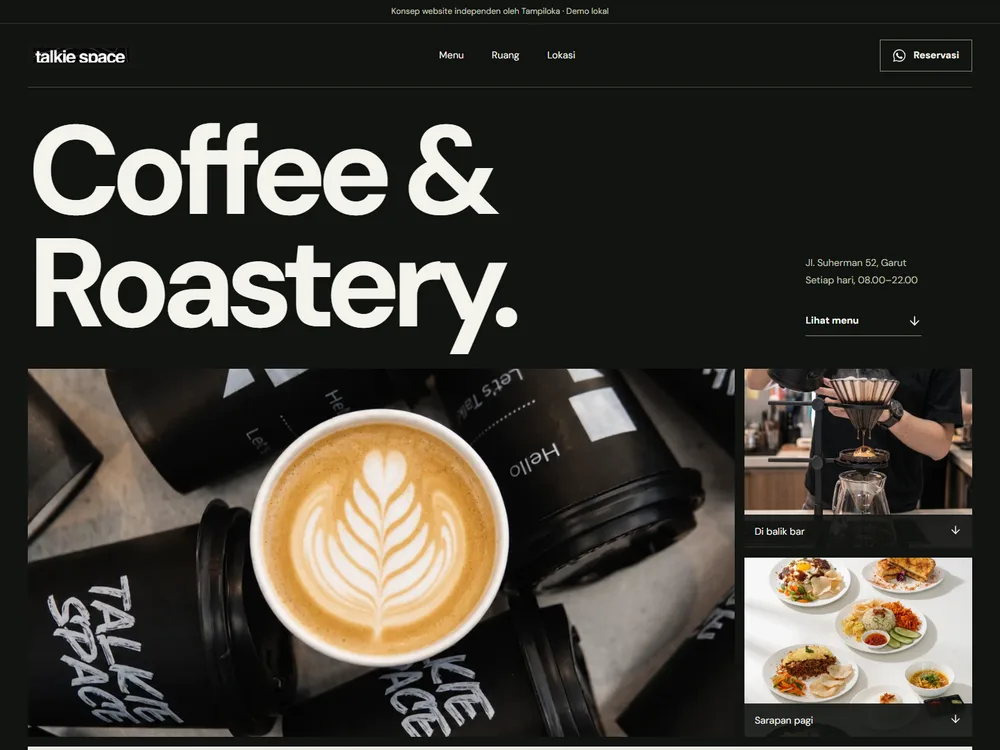 Konsep website independen oleh Tampiloka · Demo lokal
talkie space
Menu Ruang Lokasi
Reservasi
Coffee &
Roastery.
Jl. Suherman 52, Garut
Setiap hari, 08.00–22.00
Lihat menu
Let's Talk
Hello
TALKIE
SPACE
Di balik bar
Sarapan pagi